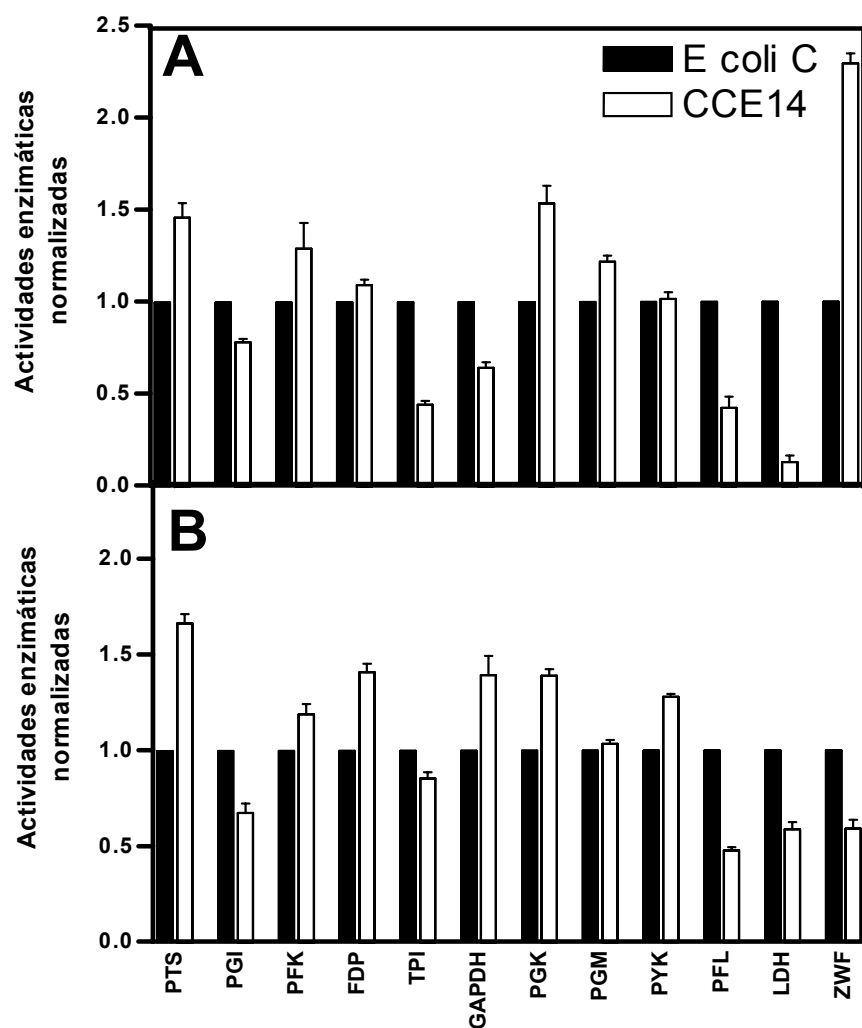 A
E coli C
CCE14
Actividades enzimáticas
normalizadas
2.5
2.0
1.5
1.0
0.5
0.0
B
Actividades enzimáticas
normalizadas
2.0
1.5
1.0
0.5
0.0
PTS
PGI
PFK
FDP
TPI
GAPDH
PGK
PGM
PYK
PFL
LDH
ZWF